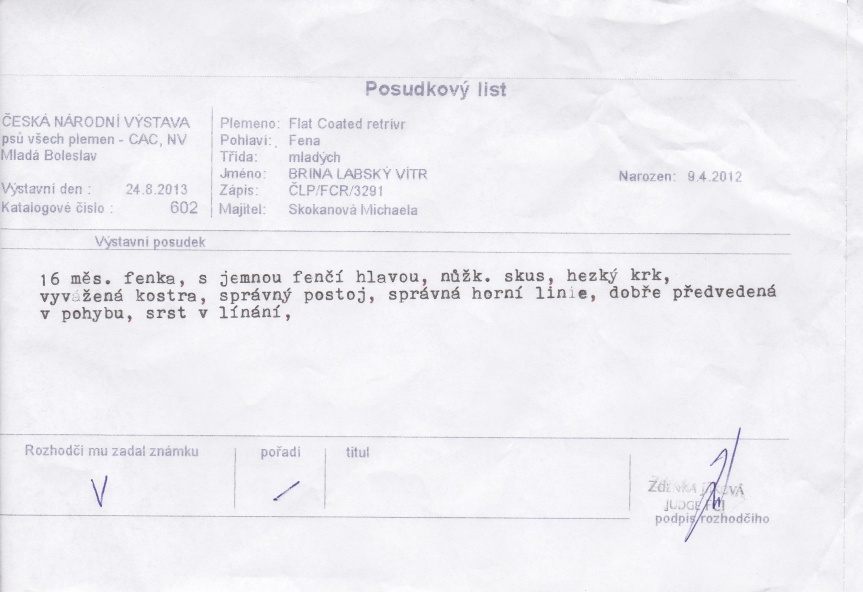 Posudkový list
ČESKÁ NÁRODNÍ VÝSTAVA
psů všech plemen - CAC, NV
Mladá Boleslav
Výstavní den : 24.8.2013
Katalogové číslo : 602
Plemeno: Flat Coated retrivr
Pohlaví: Fena
Třída: mladých
Jméno: BRINA LABSKÝ VÍTR
Zápis: ČLP/FCR/3291
Majitel: Skokanová Michaela
Narozen: 9.4.2012
Výstavní posudek
16 měs. fenka, s jemnou fenčí hlavou, nůžk. skus, hezký krk,
vyvážená kostra, správný postoj, správná horní linie, dobře předvedená
v pohybu, srst v línání,
Rozhodčí mu zadal známku
pořadí
titul
V
Zdenka
JUDGE FCI
podpis rozhodčího